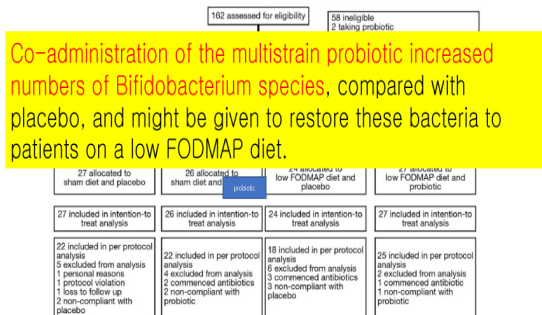 162 assessed for eligibility
58 ineligible
2 taking probiotic
Co-administration of the multistrain probiotic increased
numbers of Bifidobacterium species, compared with
placebo, and might be given to restore these bacteria to
patients on a low FODMAP diet.
27 allocated to
sham diet and placebo
26 allocated to
sham diet and
probiotic
24 allocated to
low FODMAP diet and
placebo
27 allocated to
low FODMAP diet and
probiotic
27 included in intention-to
treat analysis
26 included in intention-to
treat analysis
24 included in intention-to
treat analysis
27 included in intention-to
treat analysis
22 included in per protocol
analysis
5 excluded from analysis
1 personal reasons
1 protocol violation
1 loss to follow up
2 non-compliant with
placebo
22 included in per protocol
analysis
4 excluded from analysis
2 commenced antibiotics
2 non-compliant with
probiotic
18 included in per protocol
analysis
6 excluded from analysis
3 commenced antibiotics
3 non-compliant with
placebo
25 included in per protocol
analysis
2 excluded from analysis
1 commenced antibiotic
1 non-compliant with
probiotic